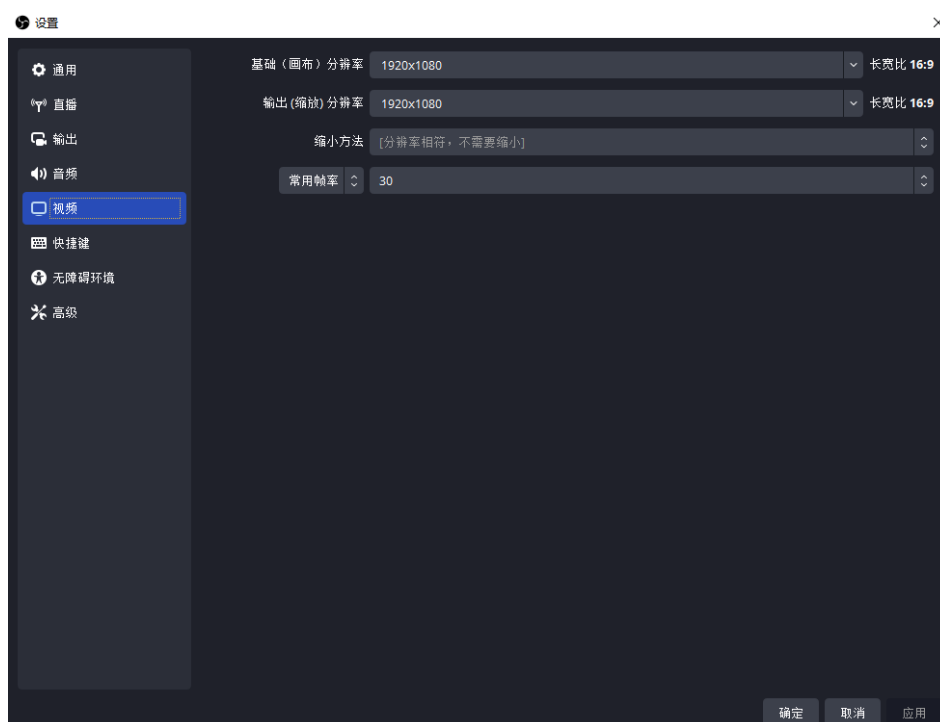 设置
通用
直播
输出
音频
视频
快捷键
无障碍环境
高级
基础（画布）分辨率 1920x1080 长宽比 16:9
输出(缩放)分辨率 1920x1080 长宽比 16:9
缩小方法 [分辨率相符，不需要缩小]
常用帧率 30
确定 取消 应用